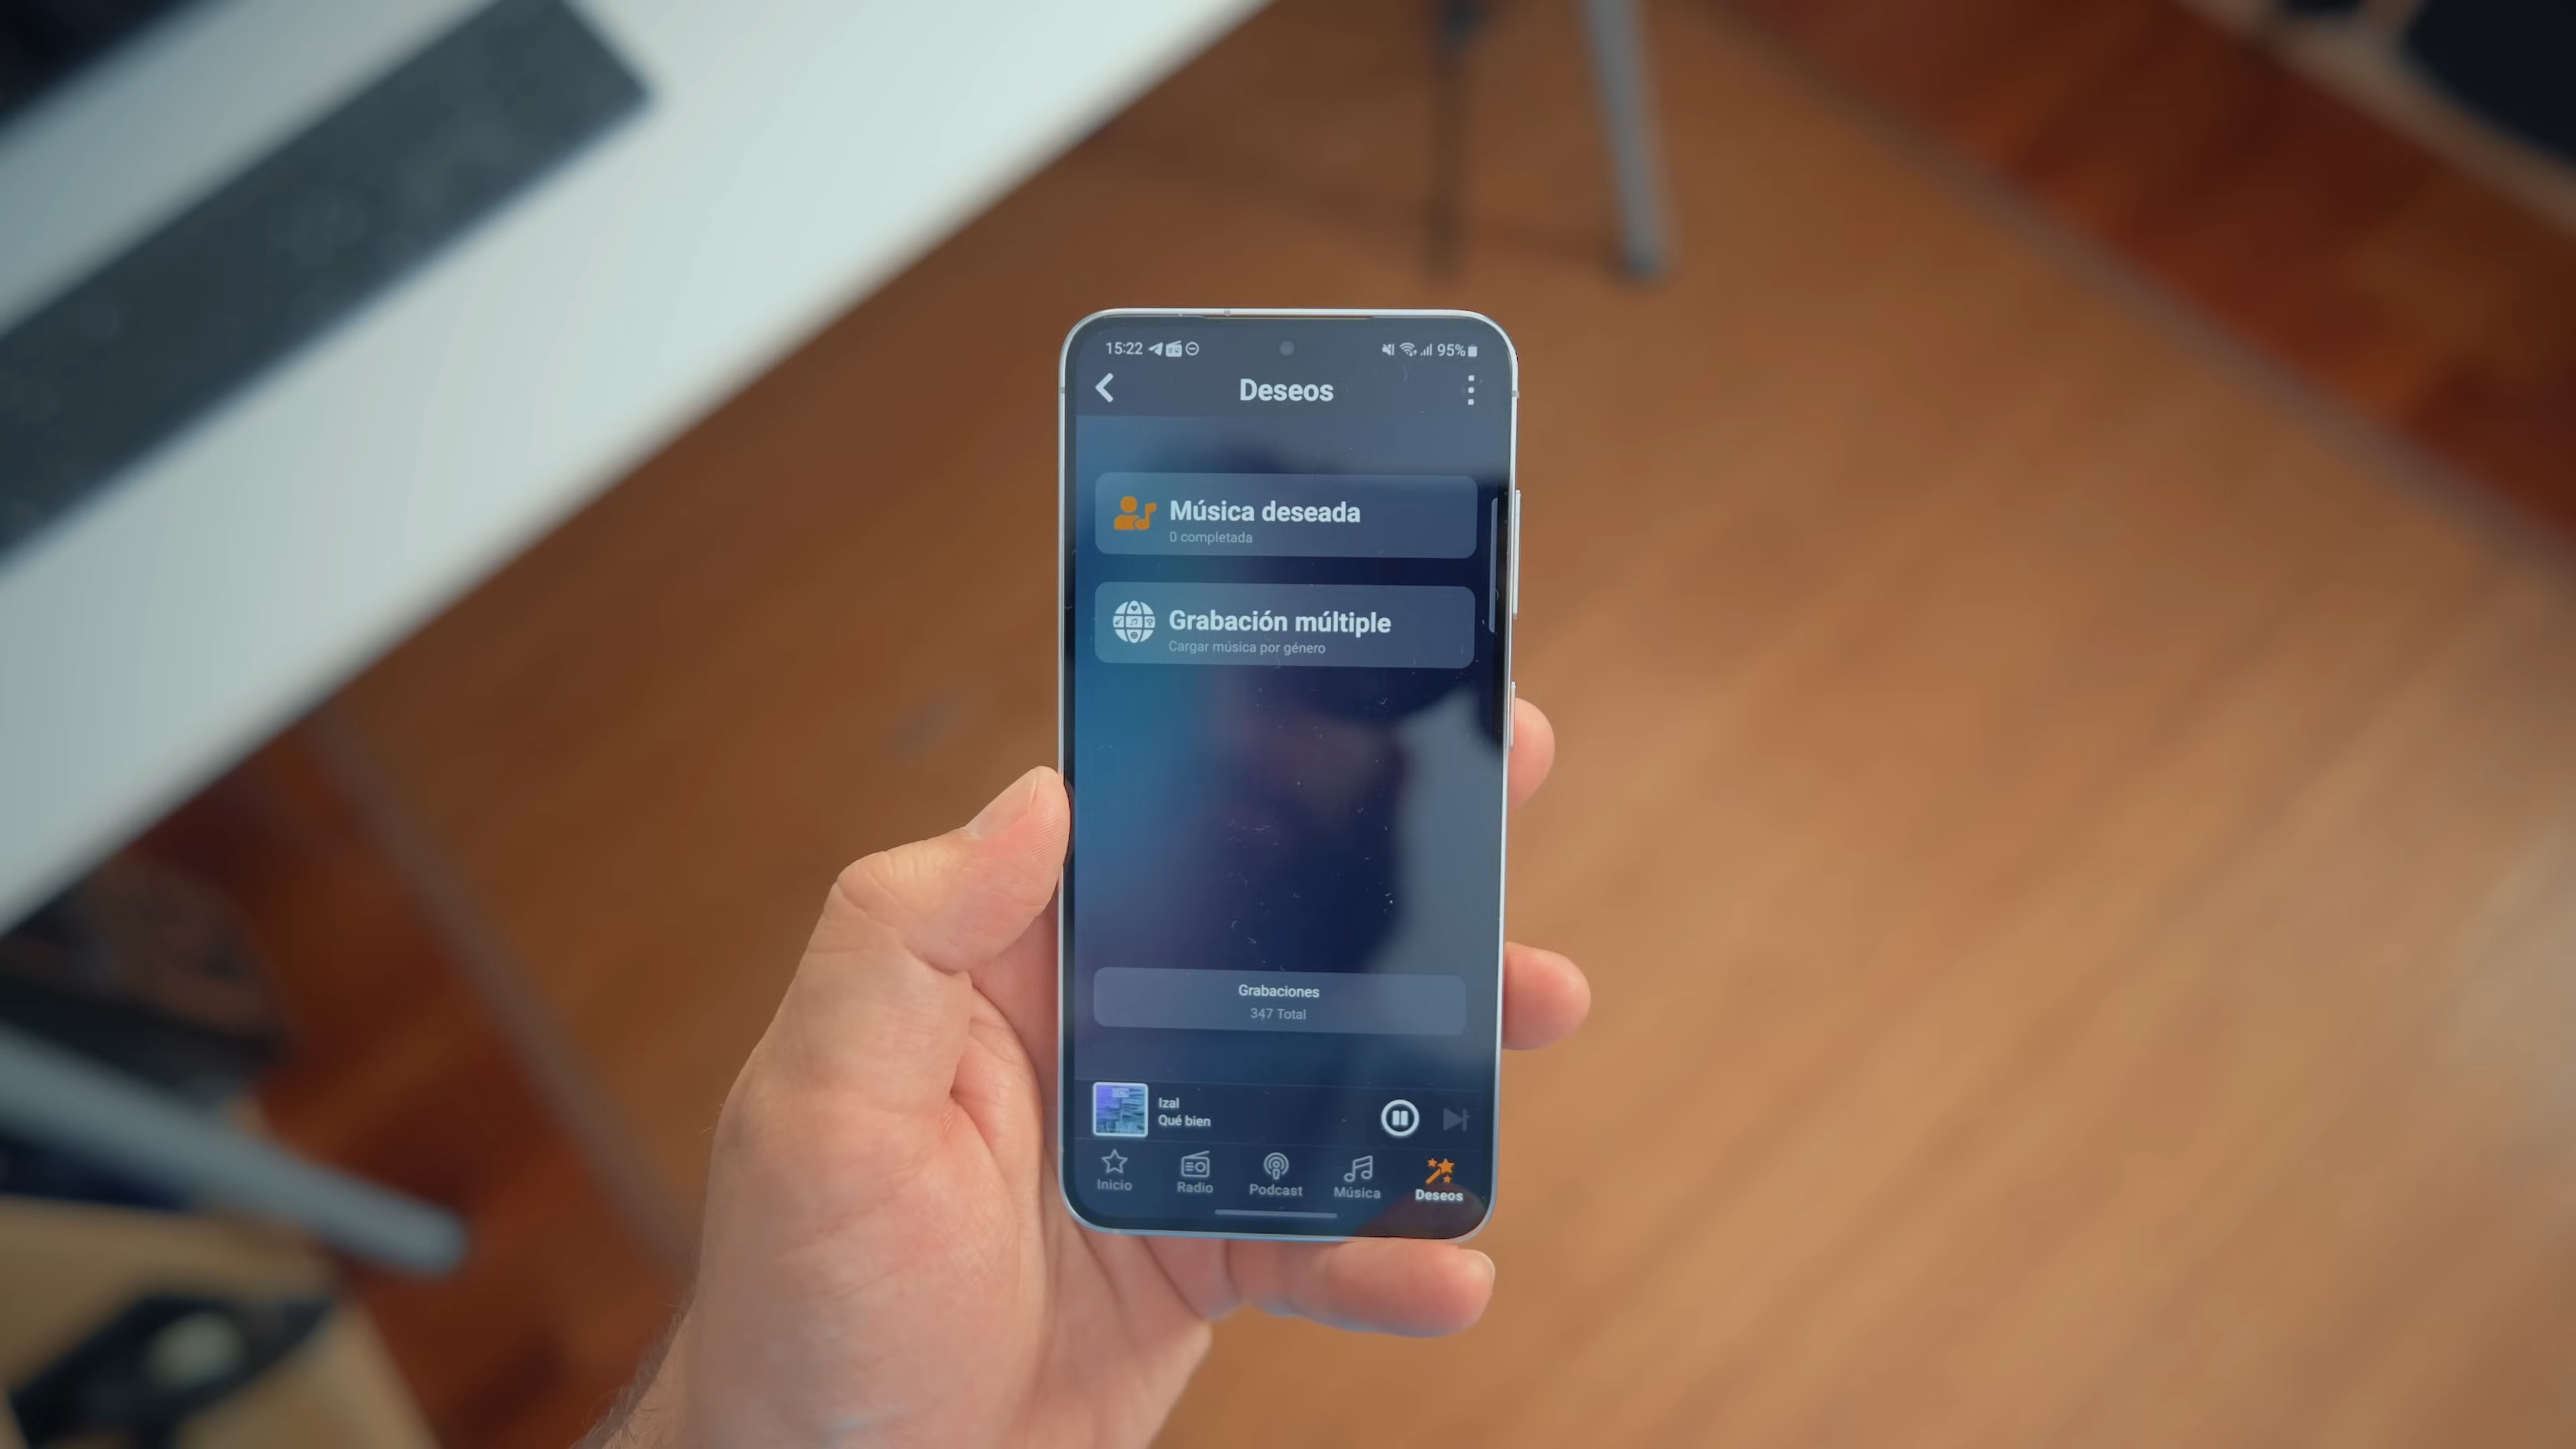 15:22 95%
Deseos
Música deseada
0 completada
Grabación múltiple
Cargar música por género
Grabaciones
347 Total
Izal
Qué bien
Inicio Radio Podcast Música Deseos